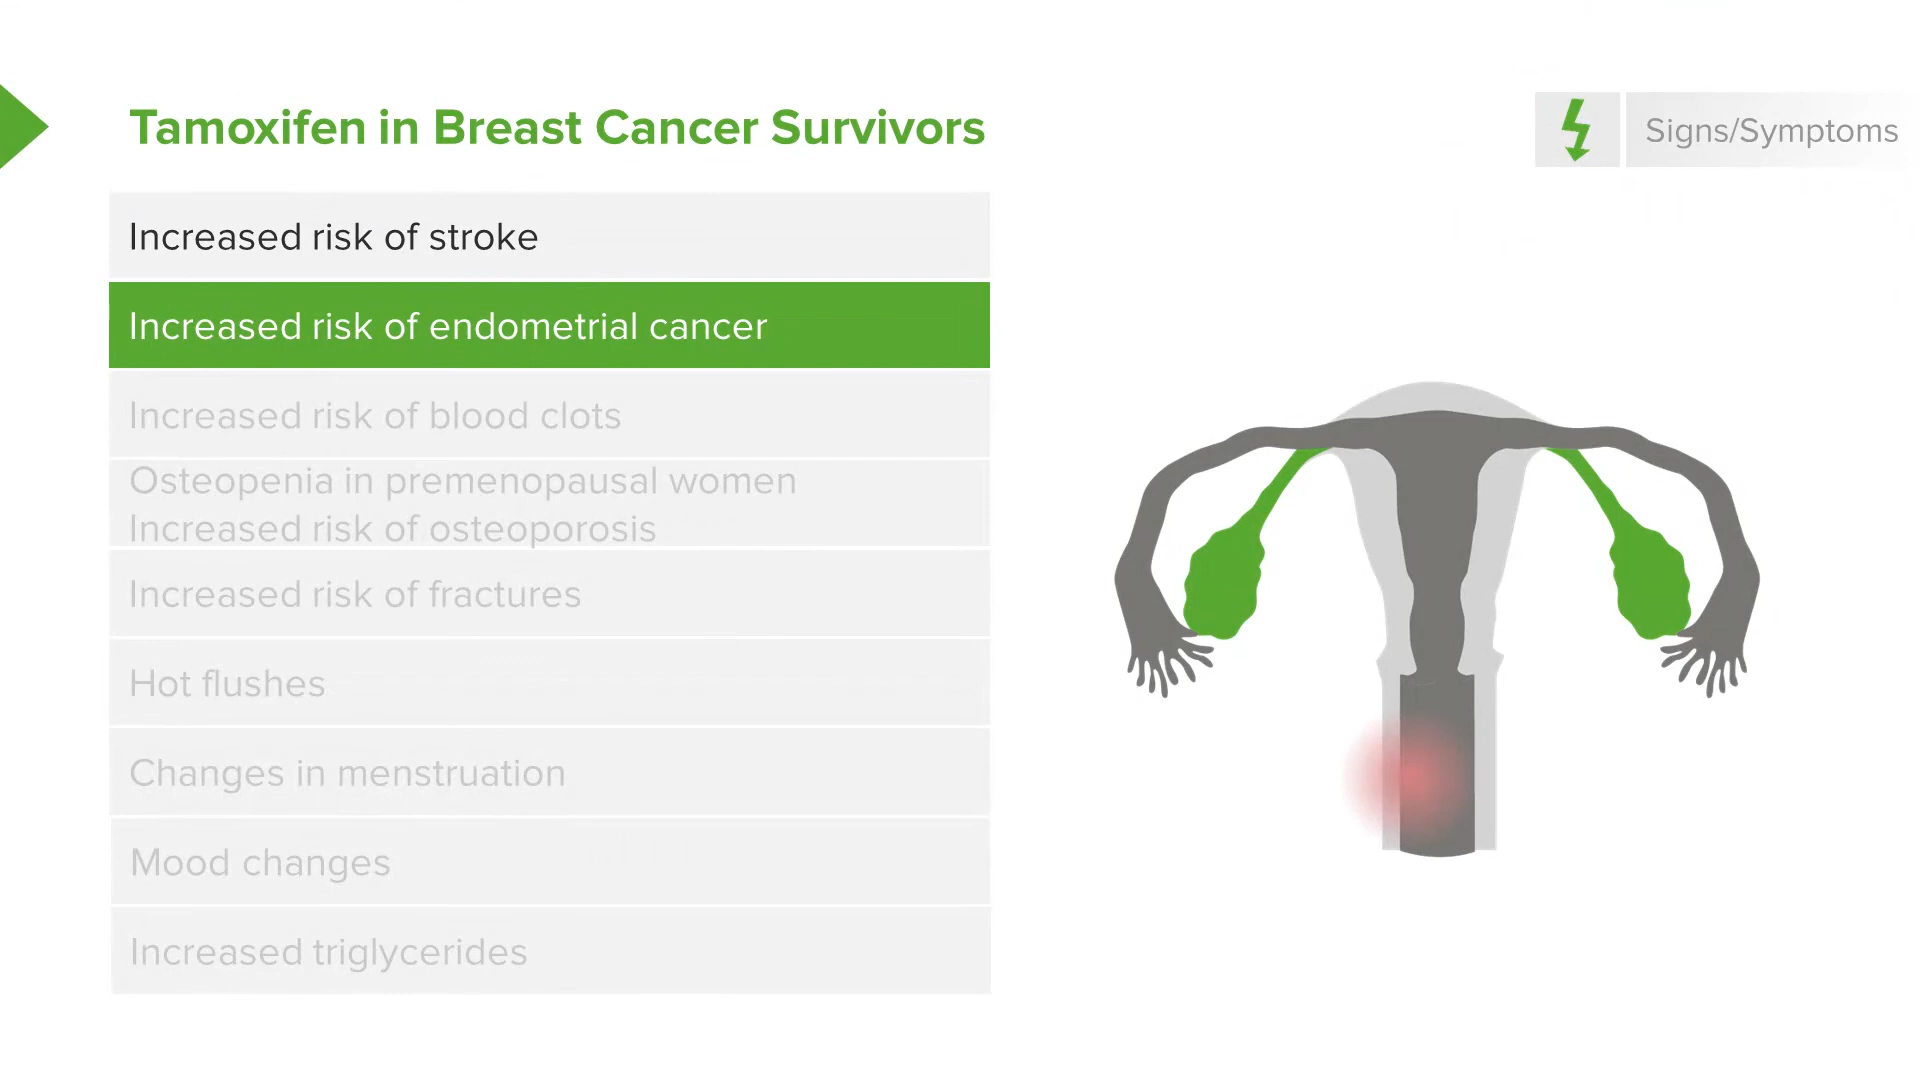 Tamoxifen in Breast Cancer Survivors
Signs/Symptoms
Increased risk of stroke
Increased risk of endometrial cancer
Increased risk of blood clots
Osteopenia in premenopausal women
Increased risk of osteoporosis
Increased risk of fractures
Hot flushes
Changes in menstruation
Mood changes
Increased triglycerides